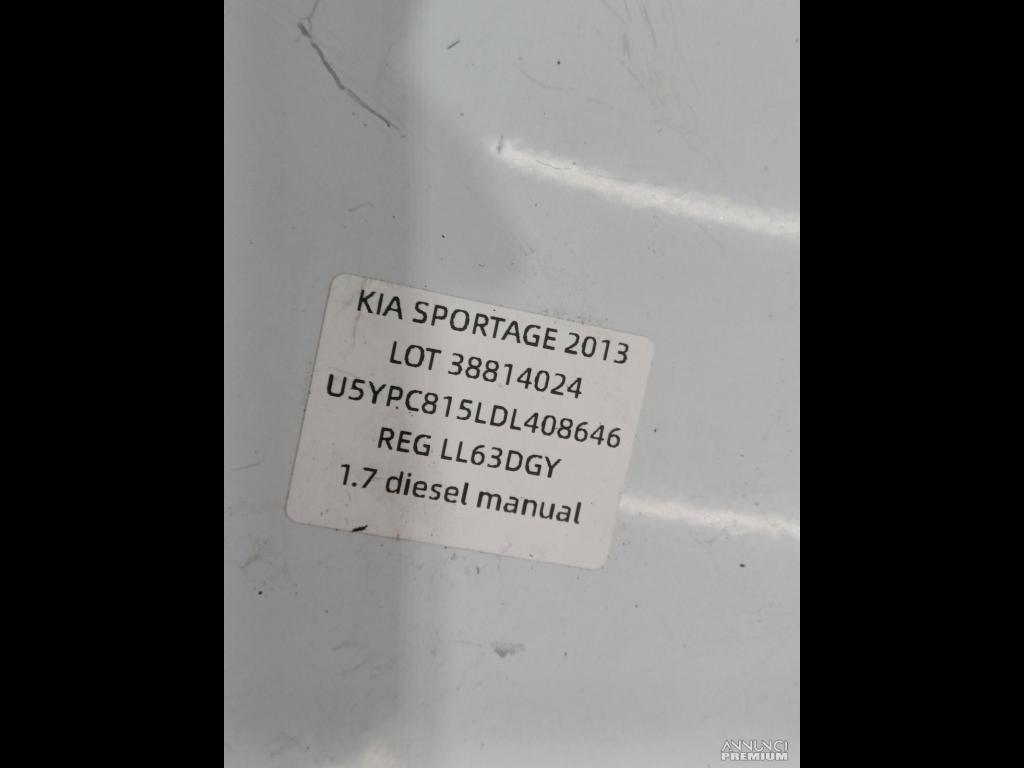 KIA SPORTAGE 2013
LOT 38814024
U5YPC815LDL408646
REG LL63DGY
1.7 diesel manual
ANNUNCI
PREMIUM